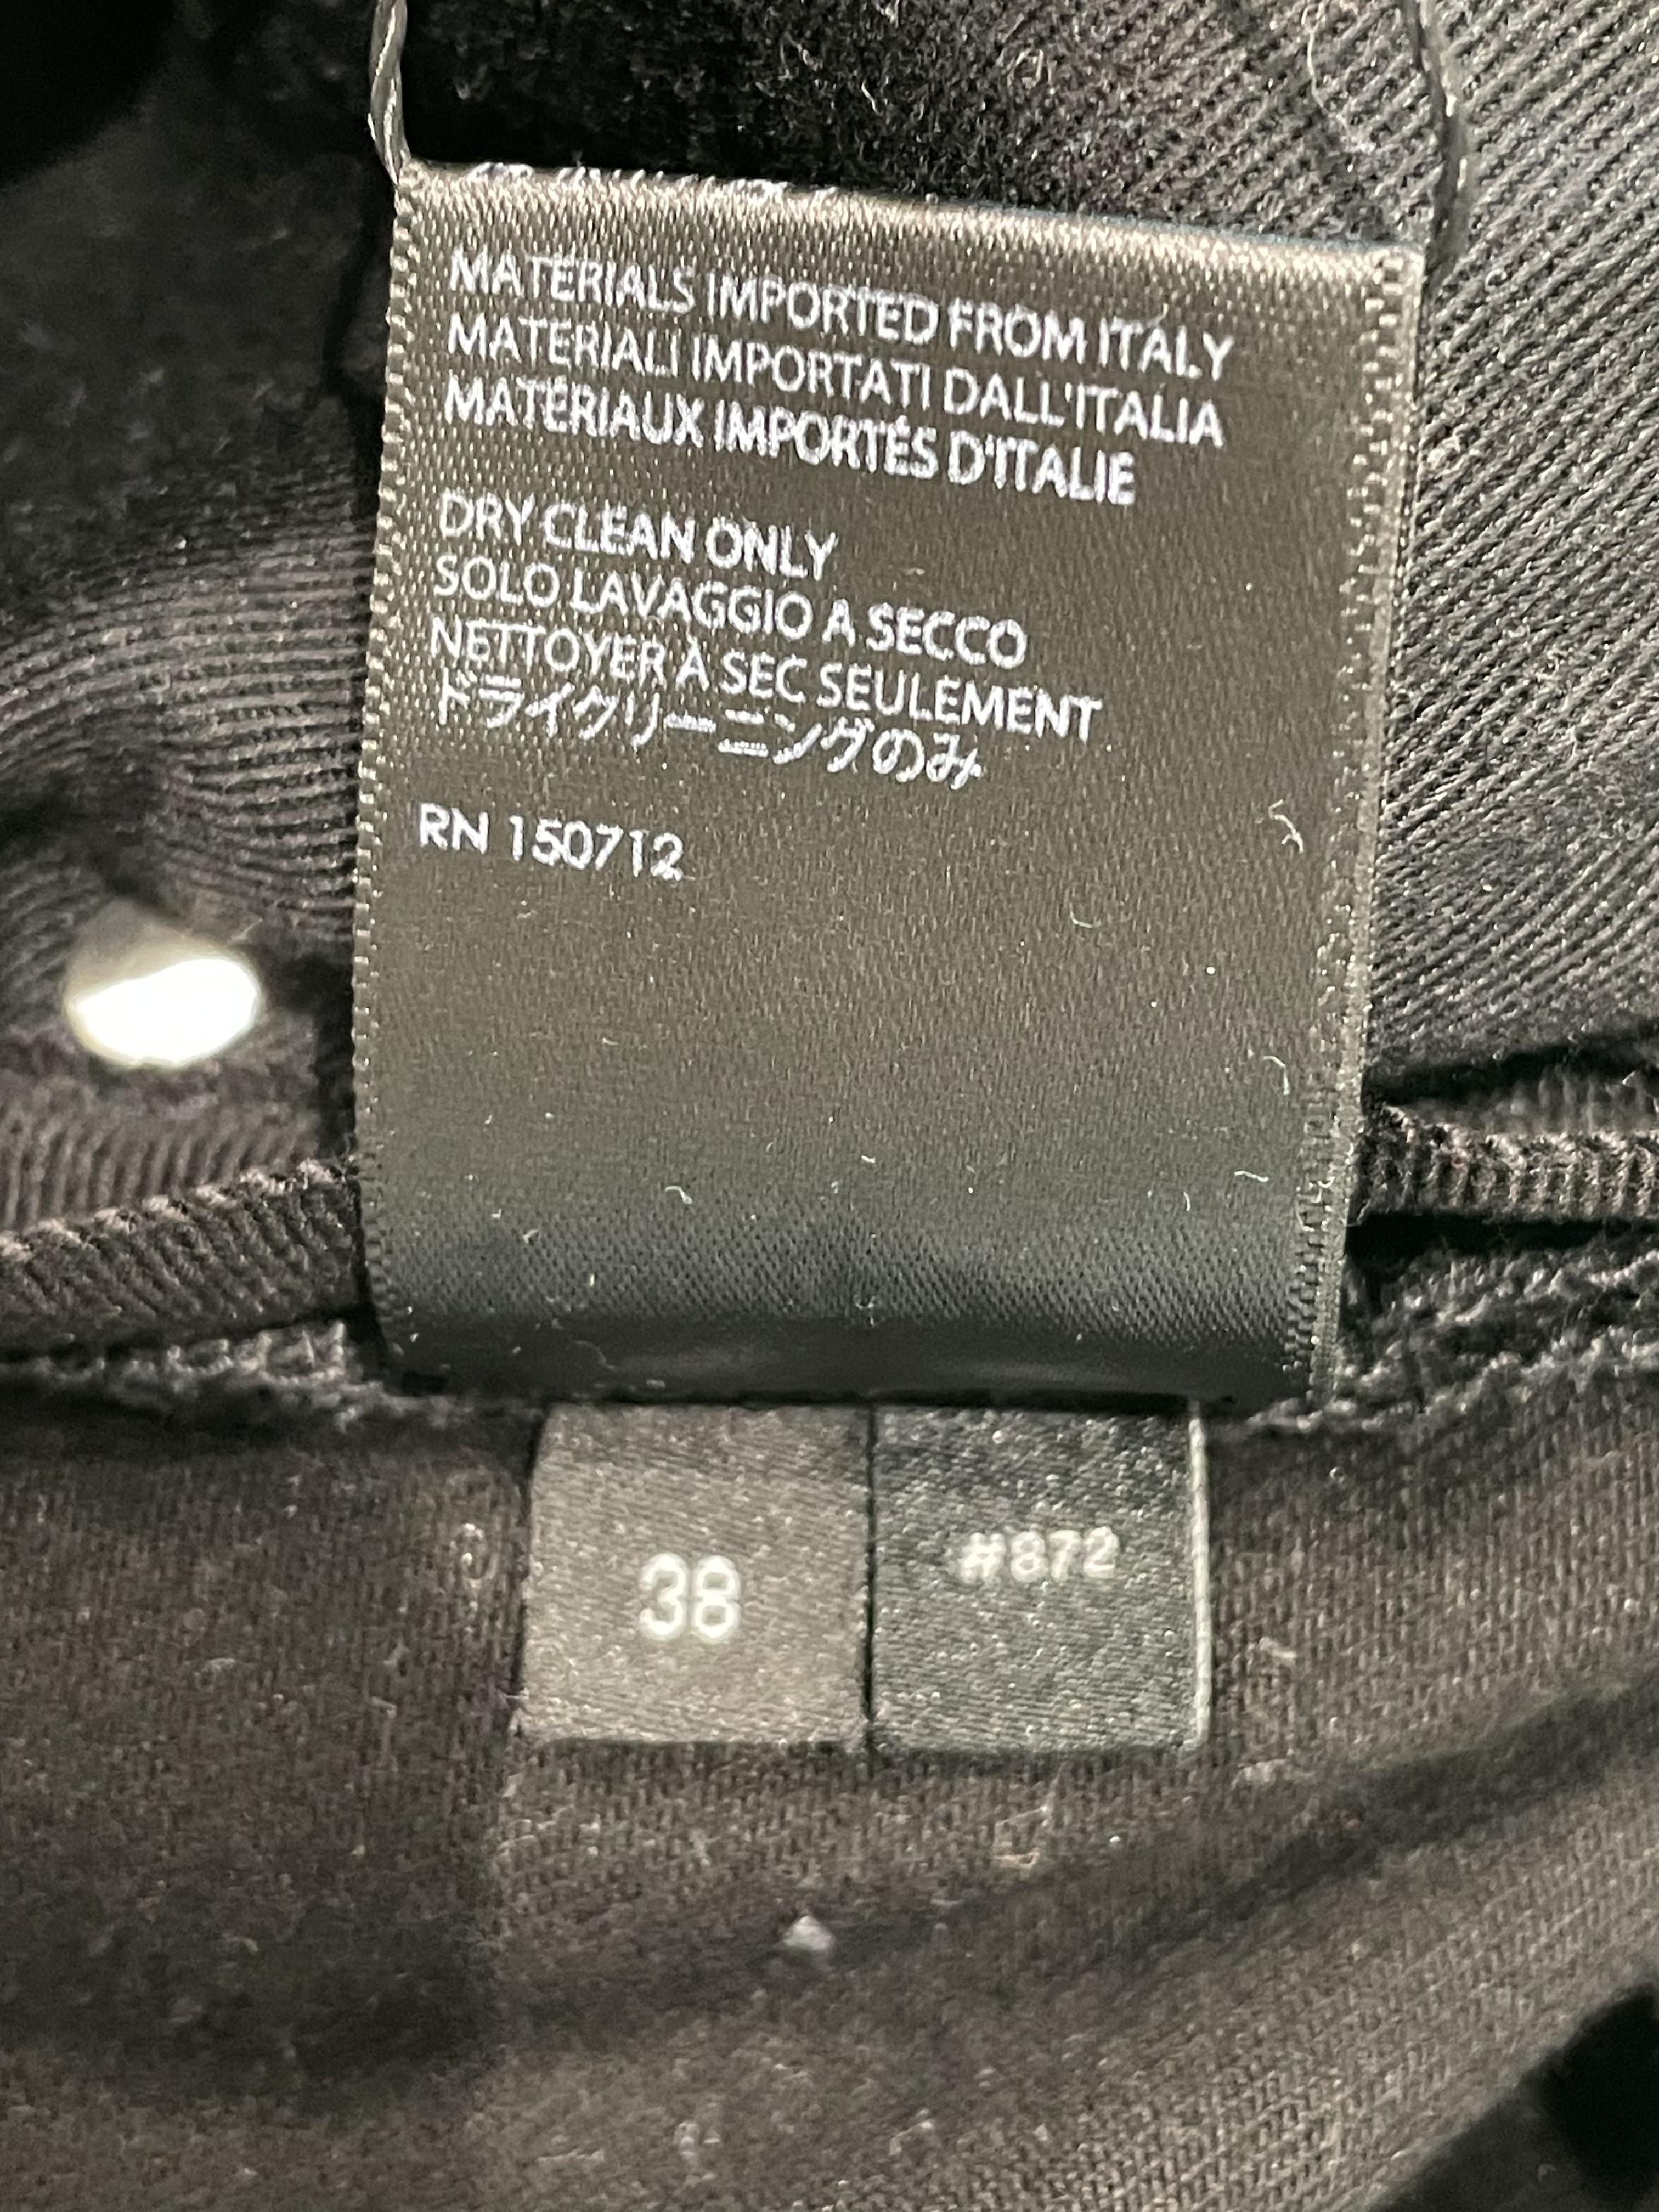 MATERIALS IMPORTED FROM ITALY
MATERIALI IMPORTATI DALL'ITALIA
MATERIAUX IMPORTÉS D'ITALIE
DRY CLEAN ONLY
SOLO LAVAGGIO A SECCO
NETTOYER À SEC SEULEMENT
ドライクリーニングのみ
RN 150712
38
#872